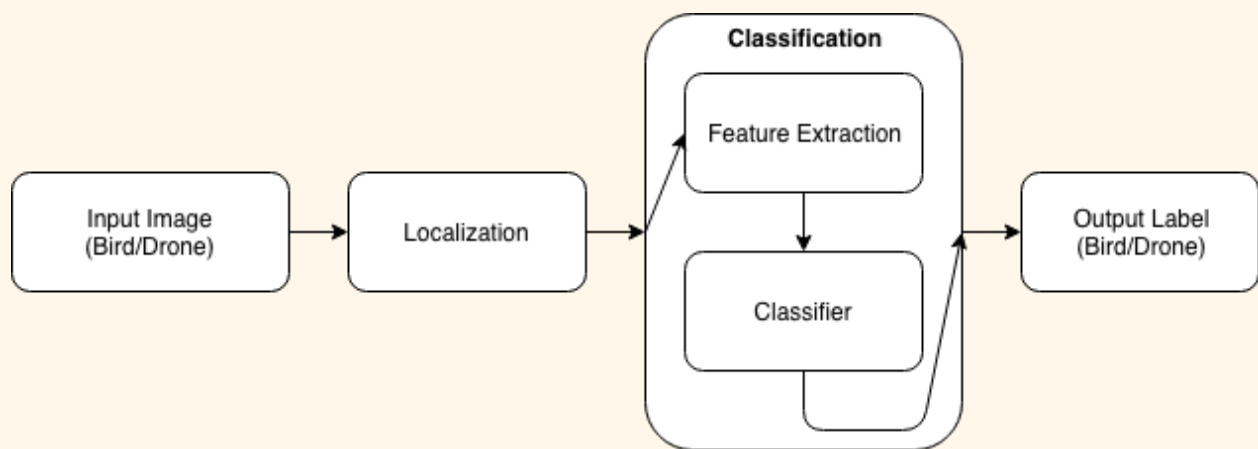 Input Image
(Bird/Drone)
Localization
Classification
Feature Extraction
Classifier
Output Label
(Bird/Drone)